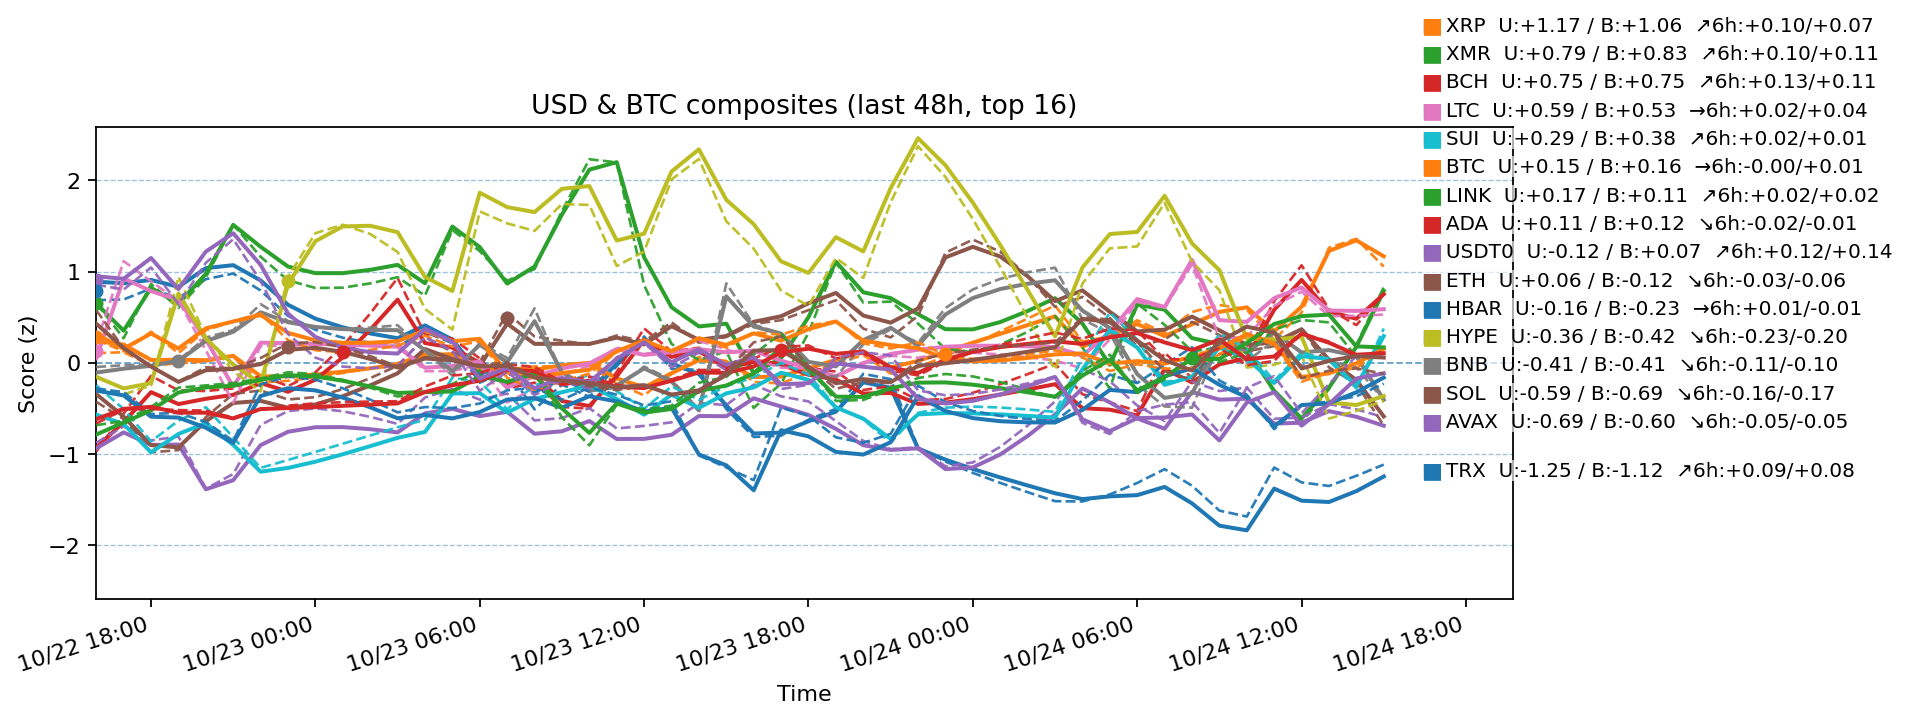 XRP U:+1.17 / B:+1.06 ↗6h:+0.10/+0.07
XMR U:+0.79 / B:+0.83 ↗6h:+0.10/+0.11
BCH U:+0.75 / B:+0.75 ↗6h:+0.13/+0.11
USD & BTC composites (last 48h, top 16)
LTC U:+0.59 / B:+0.53 →6h:+0.02/+0.04
SUI U:+0.29 / B:+0.38 ↗6h:+0.02/+0.01
BTC U:+0.15 / B:+0.16 →6h:-0.00/+0.01
LINK U:+0.17 / B:+0.11 ↗6h:+0.02/+0.02
ADA U:+0.11 / B:+0.12 ↘6h:-0.02/-0.01
USDT0 U:-0.12 / B:+0.07 ↗6h:+0.12/+0.14
ETH U:+0.06 / B:-0.12 ↘6h:-0.03/-0.06
HBAR U:-0.16 / B:-0.23 →6h:+0.01/-0.01
HYPE U:-0.36 / B:-0.42 ↘6h:-0.23/-0.20
BNB U:-0.41 / B:-0.41 ↘6h:-0.11/-0.10
SOL U:-0.59 / B:-0.69 ↘6h:-0.16/-0.17
AVAX U:-0.69 / B:-0.60 ↘6h:-0.05/-0.05
TRX U:-1.25 / B:-1.12 ↗6h:+0.09/+0.08
Score (z)
2
1
0
−1
−2
10/22 18:00
10/23 00:00
10/23 06:00
10/23 12:00
10/23 18:00
10/24 00:00
10/24 06:00
10/24 12:00
10/24 18:00
Time